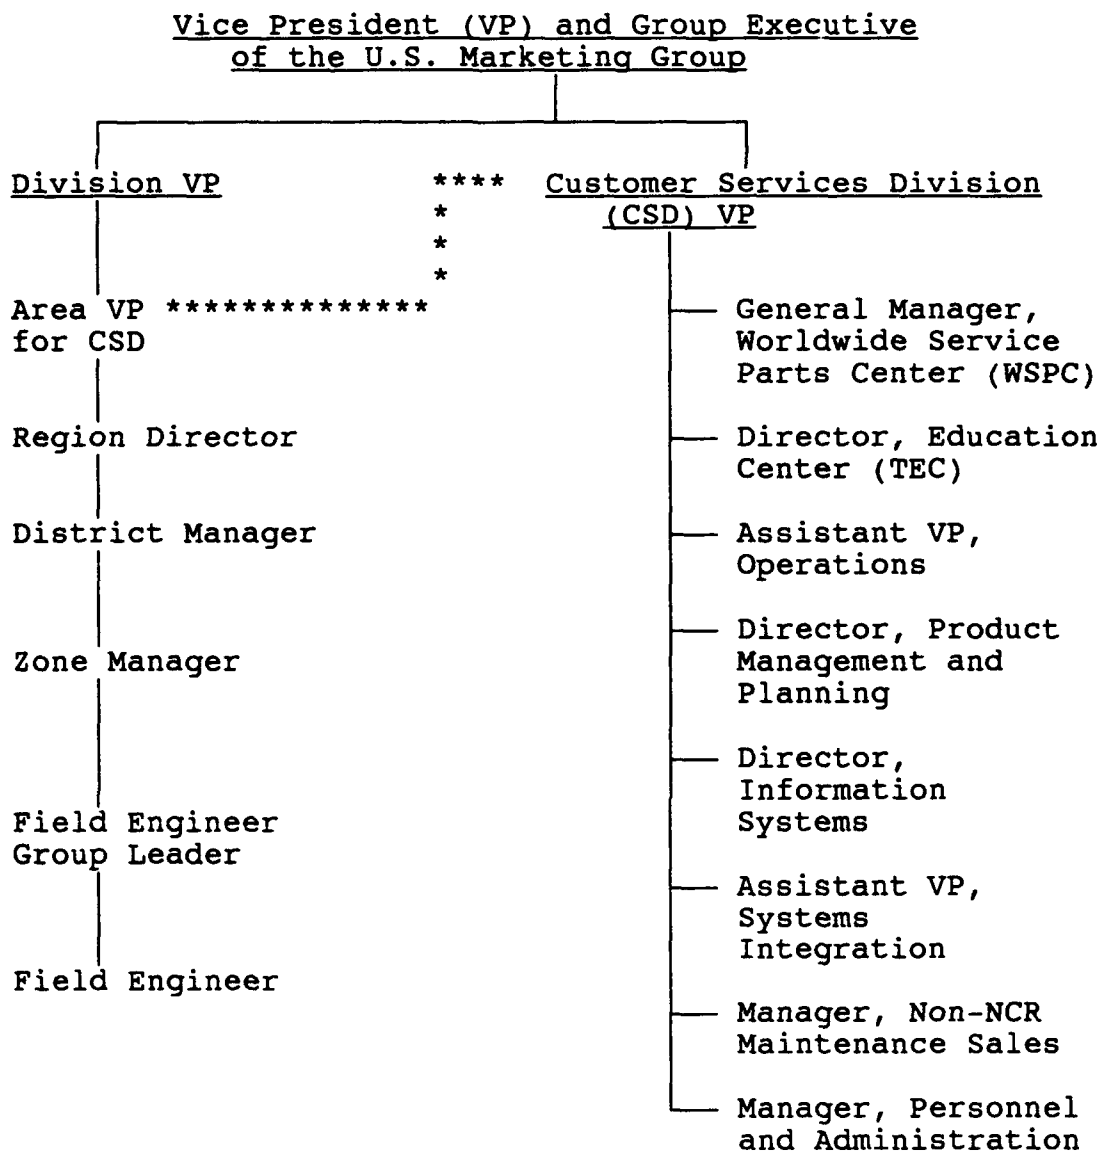 Vice President (VP) and Group Executive
of the U.S. Marketing Group
Division VP
**** Customer Services Division
(CSD) VP
*
*
*
Area VP **************
for CSD
Region Director
District Manager
Zone Manager
Field Engineer
Group Leader
Field Engineer
General Manager,
Worldwide Service
Parts Center (WSPC)
Director, Education
Center (TEC)
Assistant VP,
Operations
Director, Product
Management and
Planning
Director,
Information
Systems
Assistant VP,
Systems
Integration
Manager, Non-NCR
Maintenance Sales
Manager, Personnel
and Administration